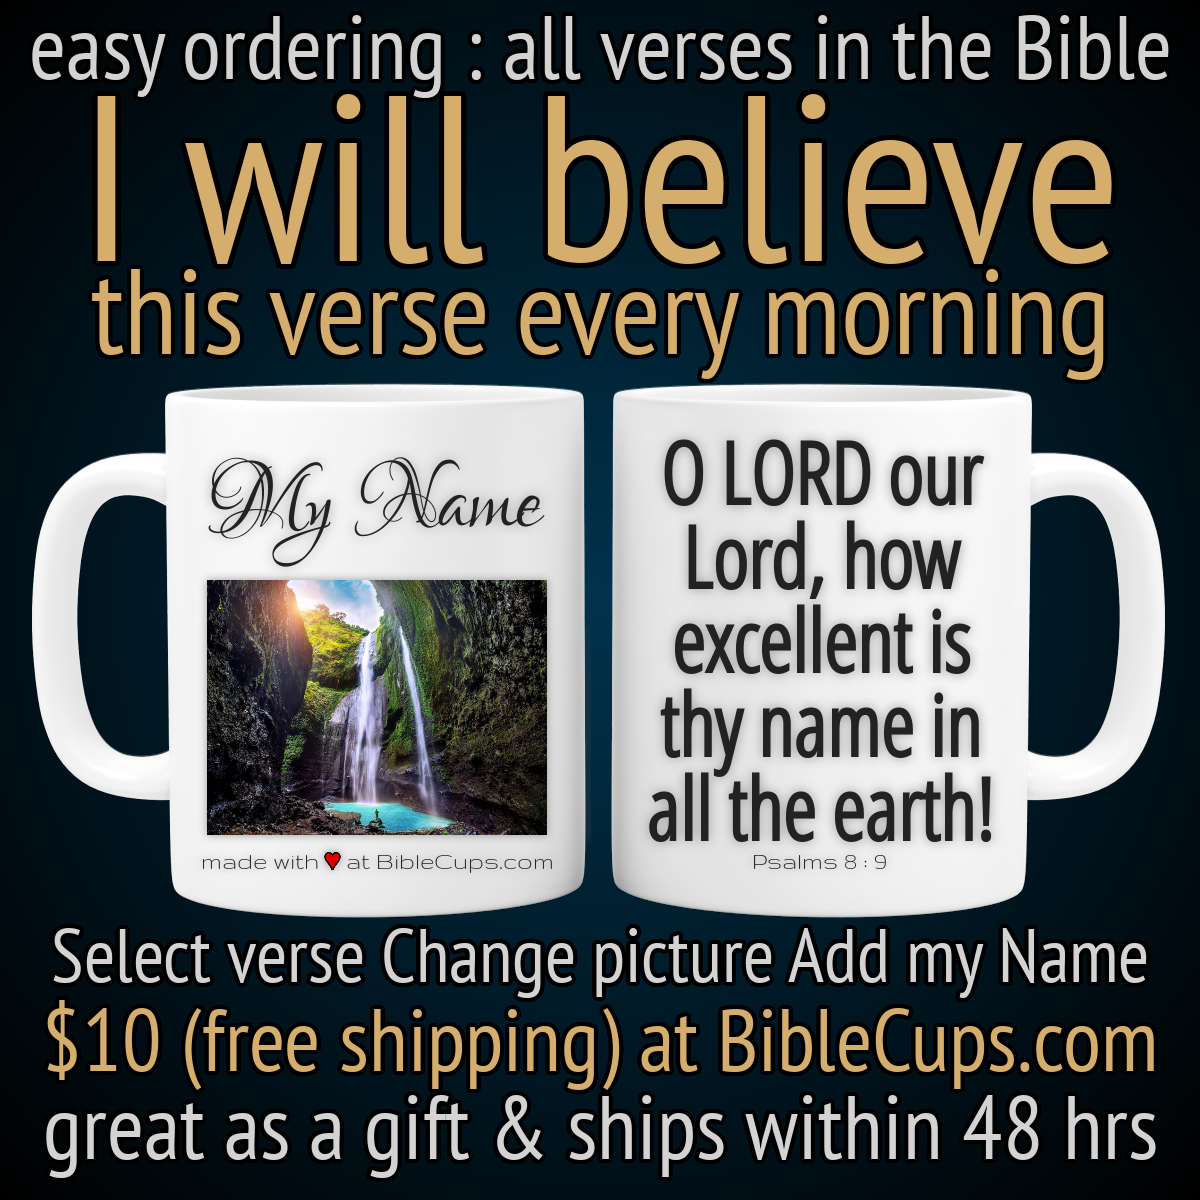 easy ordering : all verses in the Bible
I will believe
this verse every morning
My Name
made with ♥ at BibleCups.com
O LORD our
Lord, how
excellent is
thy name in
all the earth!
Psalms 8 : 9
Select verse Change picture Add my Name
$10 (free shipping) at BibleCups.com
great as a gift & ships within 48 hrs